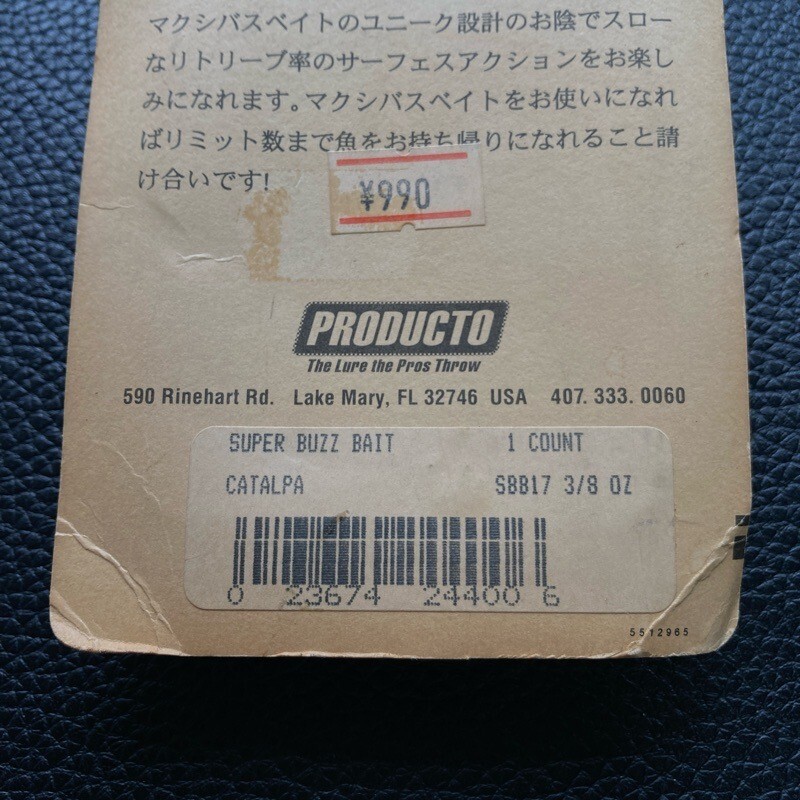 マクシバスベイトのユニーク設計のお陰でスロー
なリトリーブ率のサーフェスアクションをお楽し
みになれます。マクシバスベイトをお使いになれ
ばリミット数まで魚をお持ち帰りになれること請
け合いです!
¥990
PRODUCTO
The Lure the Pros Throw
590 Rinehart Rd. Lake Mary, FL 32746 USA 407. 333. 0060
SUPER BUZZ BAIT 1 COUNT
CATALPA SBB17 3/8 OZ
0 23674 24400 6
5512965